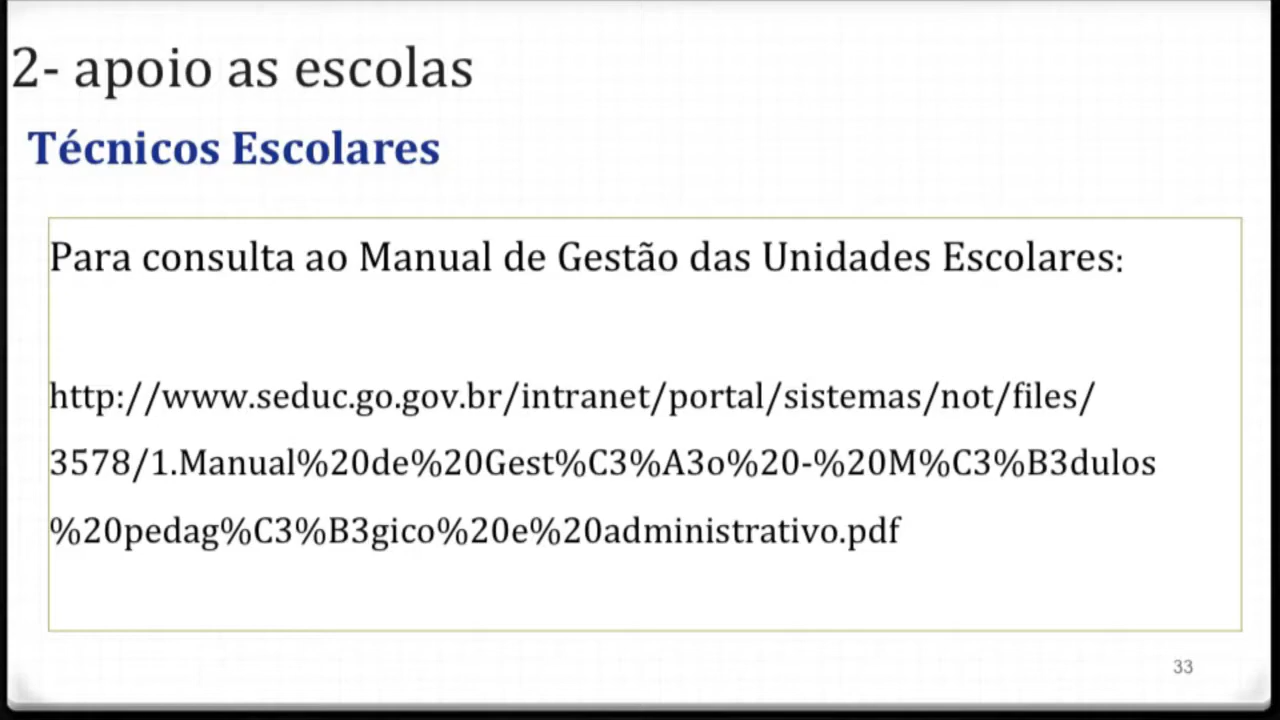 2- apoio as escolas
Técnicos Escolares
Para consulta ao Manual de Gestão das Unidades Escolares:
http://www.seduc.go.gov.br/intranet/portal/sistemas/not/files/
3578/1.Manual%20de%20Gest%C3%A3o%20-%20M%C3%B3dulos
%20pedag%C3%B3gico%20e%20administrativo.pdf
33